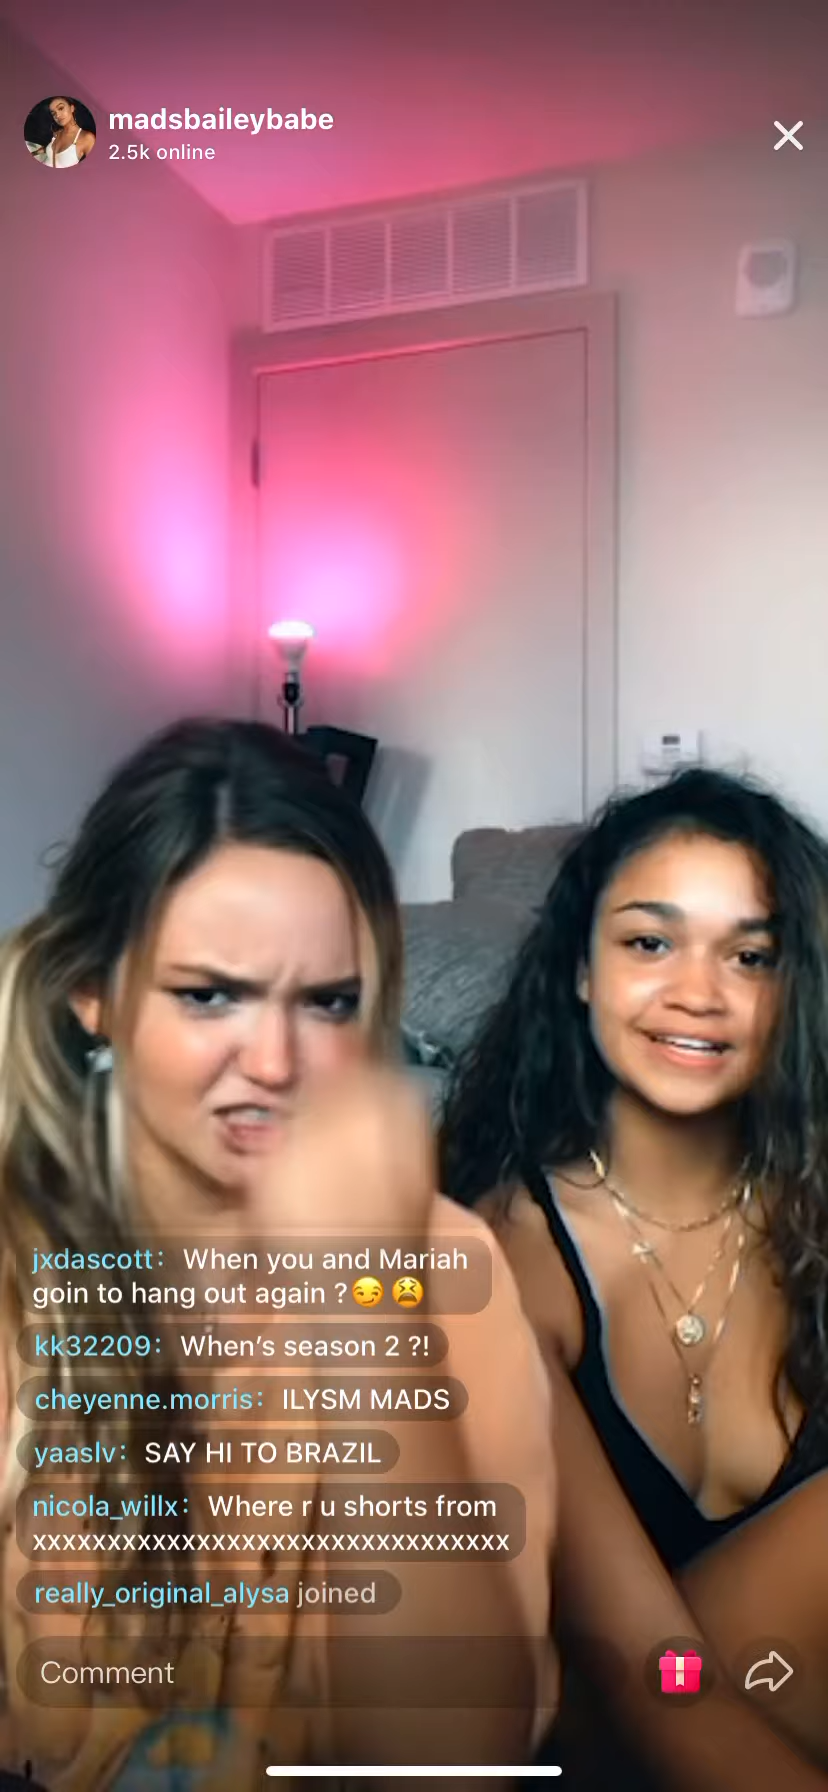 madsbaileybabe
2.5k online
jxdascott: When you and Mariah
goin to hang out again ?😏 😫
kk32209: When’s season 2 ?!
cheyenne.morris: ILYSM MADS
yaaslv: SAY HI TO BRAZIL
nicola_willx: Where r u shorts from
xxxxxxxxxxxxxxxxxxxxxxxxxxxxxxxx
really_original_alysa joined
Comment